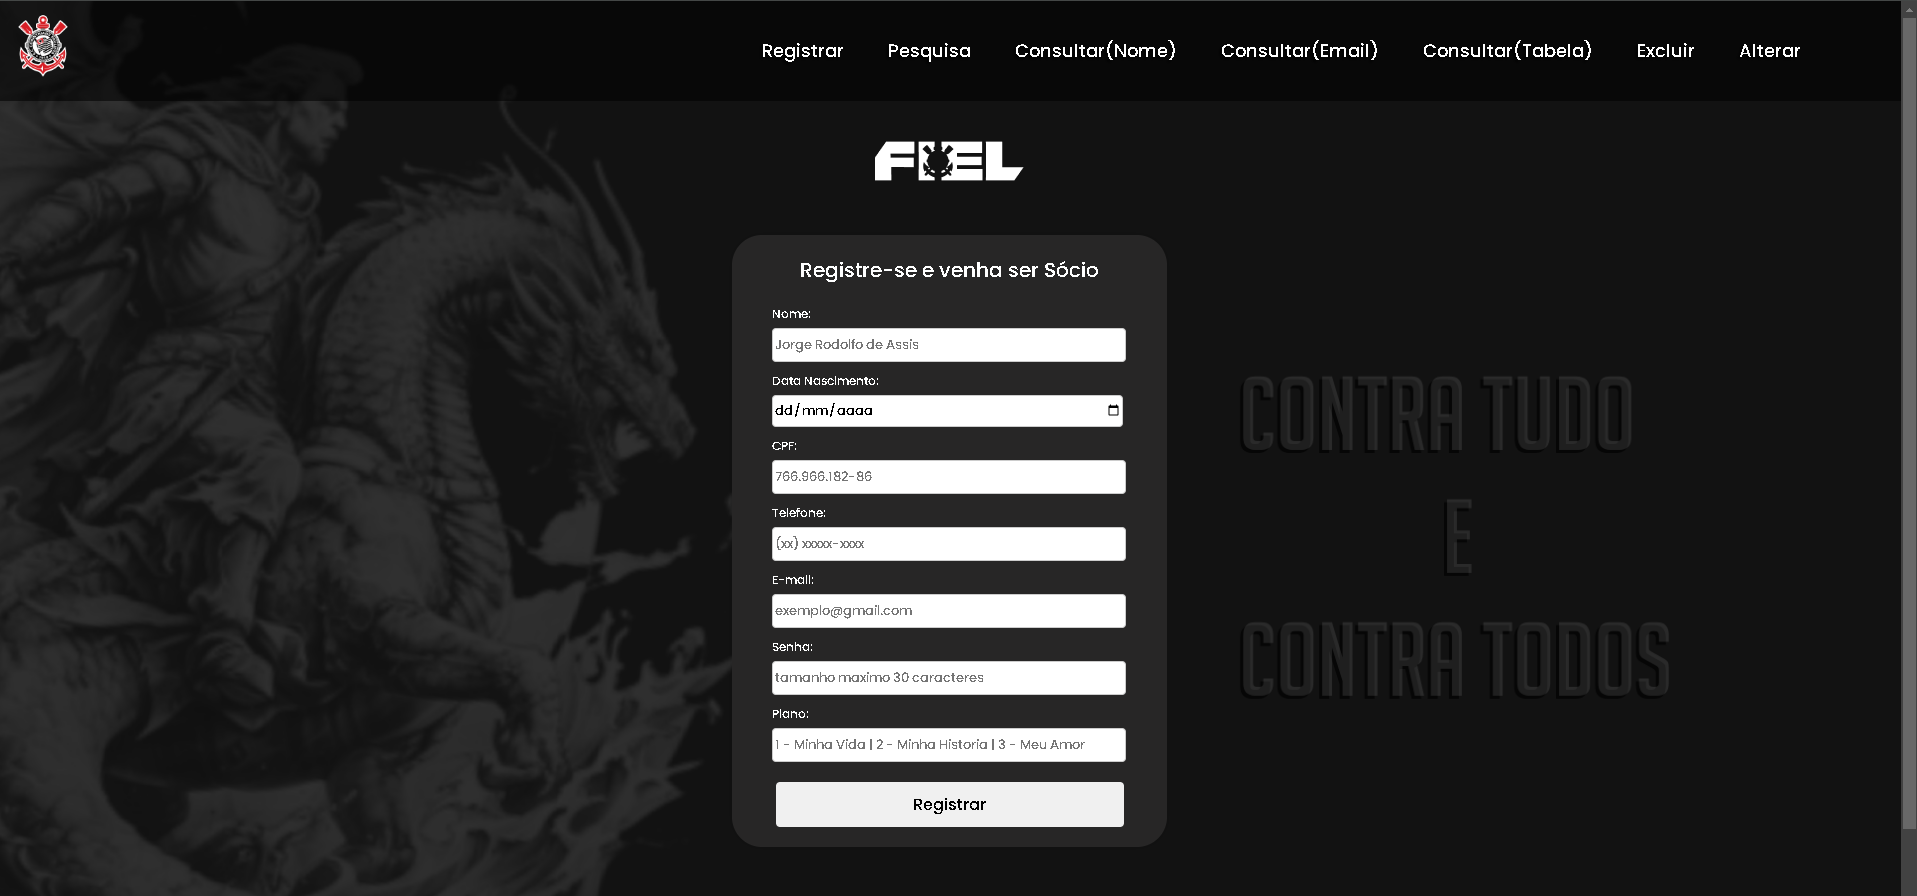 Registrar Pesquisa Consultar(Nome) Consultar(Email) Consultar(Tabela) Excluir Alterar
FIEL
Registre-se e venha ser Sócio
Nome:
Jorge Rodolfo de Assis
Data Nascimento:
dd/mm/aaaa
CPF:
766.966.182-86
Telefone:
(xx) xxxxx-xxxx
E-mail:
exemplo@gmail.com
Senha:
tamanho maximo 30 caracteres
Plano:
1 - Minha Vida | 2 - Minha Historia | 3 - Meu Amor
Registrar
CONTRA TUDO
E
CONTRA TODOS